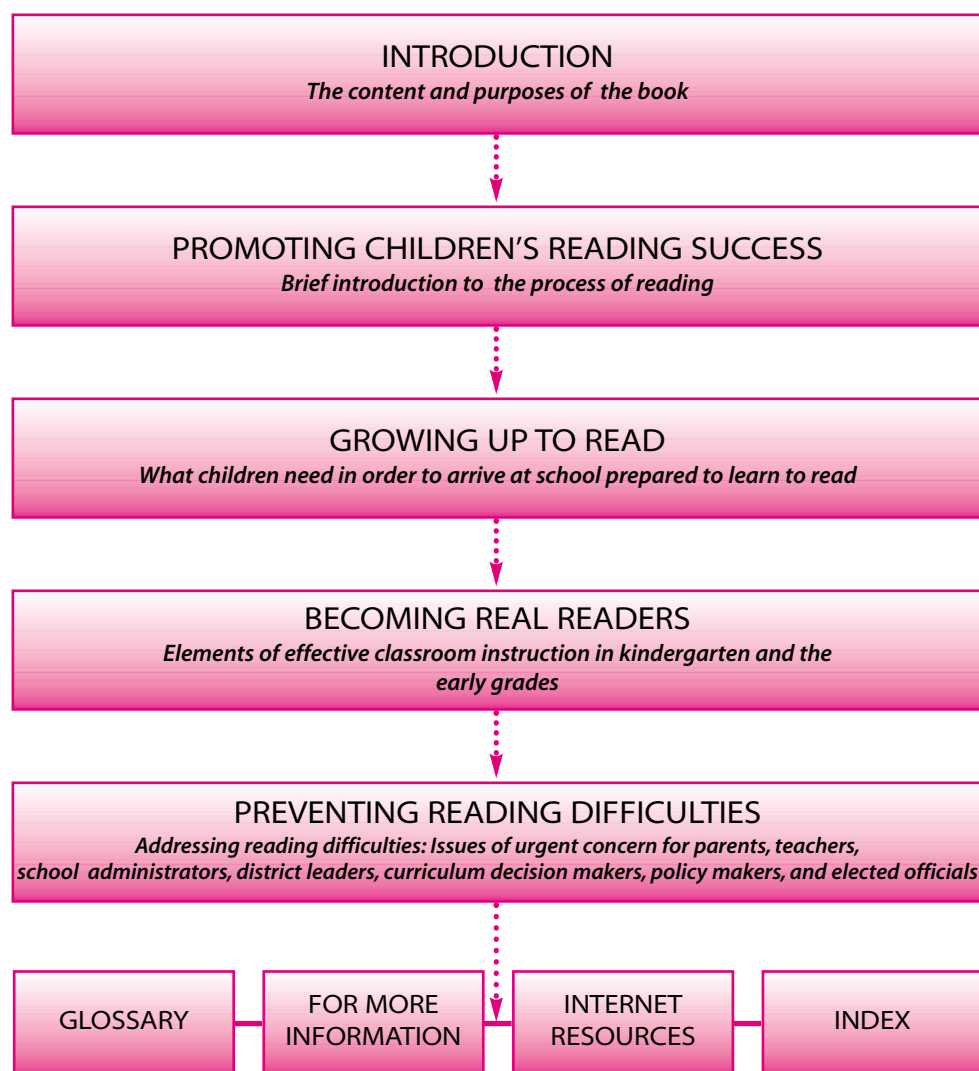 INTRODUCTION
The content and purposes of the book
PROMOTING CHILDREN'S READING SUCCESS
Brief introduction to the process of reading
GROWING UP TO READ
What children need in order to arrive at school prepared to learn to read
BECOMING REAL READERS
Elements of effective classroom instruction in kindergarten and the
early grades
PREVENTING READING DIFFICULTIES
Addressing reading difficulties: Issues of urgent concern for parents, teachers,
school administrators, district leaders, curriculum decision makers, policy makers, and elected officials
GLOSSARY
FOR MORE
INFORMATION
INTERNET
RESOURCES
INDEX